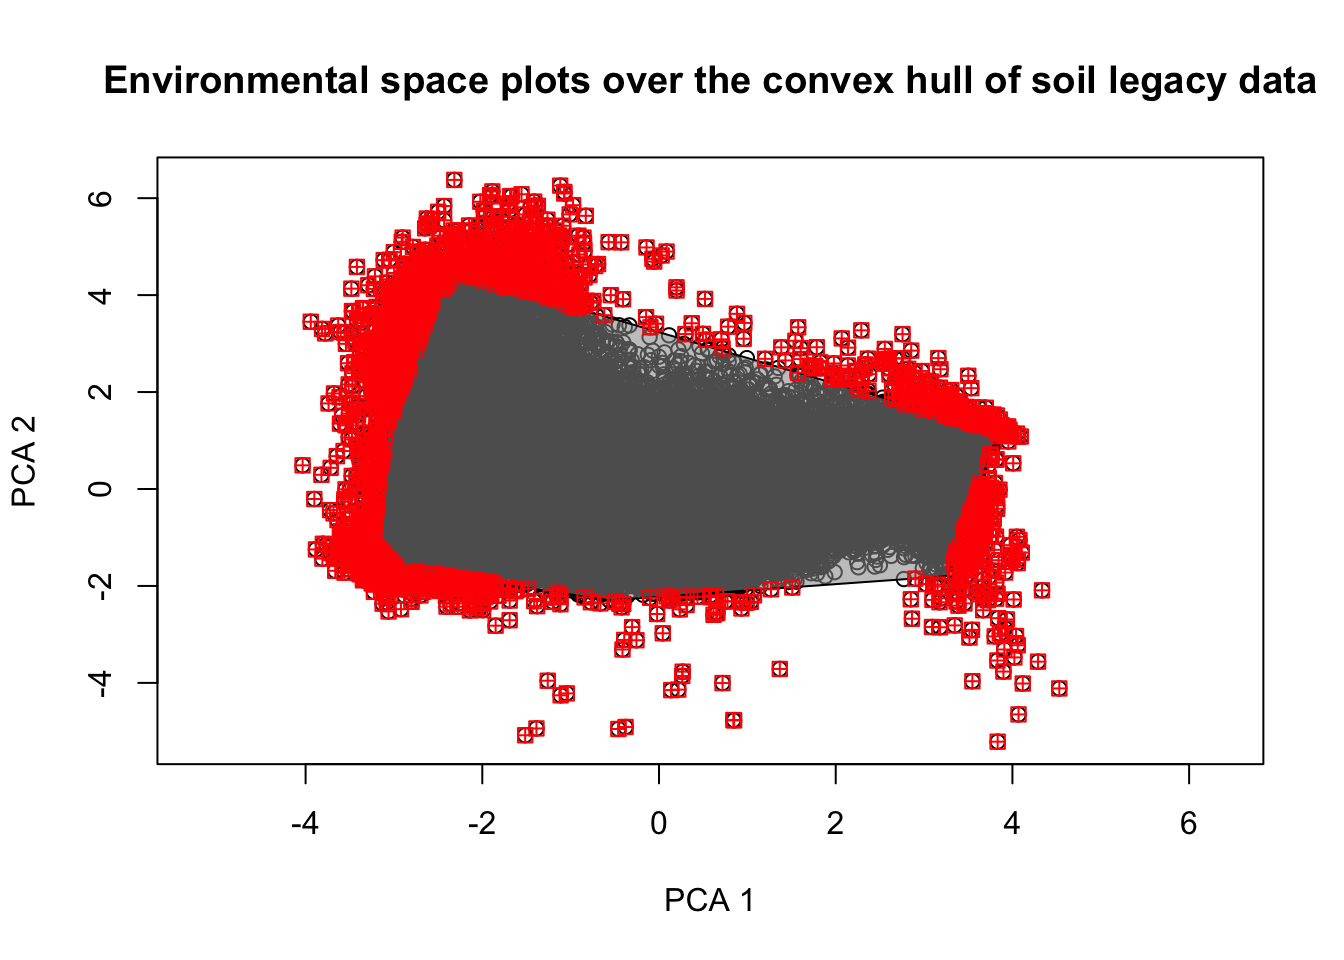 Environmental space plots over the convex hull of soil legacy data
6
4
2
0
-2
-4
PCA 2
-4 -2 0 2 4 6
PCA 1